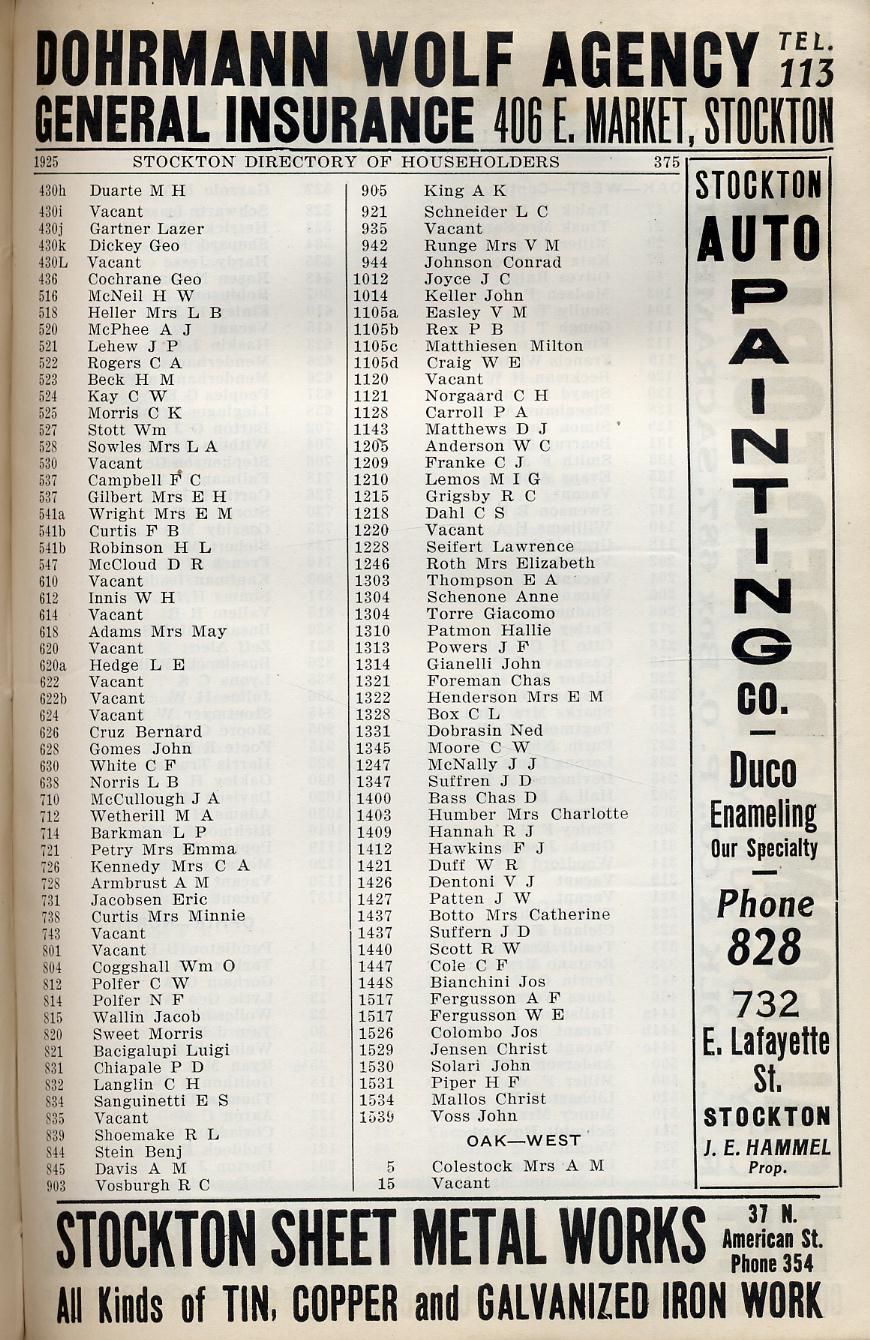 DOHRMANN WOLF AGENCY TEL. 113
GENERAL INSURANCE 406 E. MARKET, STOCKTON
1925 STOCKTON DIRECTORY OF HOUSEHOLDERS 375
430h Duarte M H
430i Vacant
430j Gartner Lazer
430k Dickey Geo
430L Vacant
436 Cochrane Geo
516 McNeil H W
518 Heller Mrs L B
520 McPhee A J
521 Lehew J P
522 Rogers C A
523 Beck H M
524 Kay C W
525 Morris C K
527 Stott Wm
528 Sowles Mrs L A
530 Vacant
537 Campbell F C
537 Gilbert Mrs E H
541a Wright Mrs E M
541b Curtis F B
541b Robinson H L
547 McCloud D R
610 Vacant
612 Innis W H
614 Vacant
618 Adams Mrs May
620 Vacant
620a Hedge L E
622 Vacant
622b Vacant
624 Vacant
626 Cruz Bernard
628 Gomes John
630 White C F
638 Norris L B
710 McCullough J A
712 Wetherill M A
714 Barkman L P
721 Petry Mrs Emma
726 Kennedy Mrs C A
728 Armbrust A M
731 Jacobsen Eric
738 Curtis Mrs Minnie
743 Vacant
801 Vacant
804 Coggshall Wm O
812 Polfer C W
814 Polfer N F
815 Wallin Jacob
820 Sweet Morris
821 Bacigalupi Luigi
831 Chiapale P D
832 Langlin C H
834 Sanguinetti E S
835 Vacant
839 Shoemake R L
844 Stein Benj
845 Davis A M
903 Vosburgh R C
905 King A K
921 Schneider L C
935 Vacant
942 Runge Mrs V M
944 Johnson Conrad
1012 Joyce J C
1014 Keller John
1105a Easley V M
1105b Rex P B
1105c Matthiesen Milton
1105d Craig W E
1120 Vacant
1121 Norgaard C H
1128 Carroll P A
1143 Matthews D J
1205 Anderson W C
1209 Franke C J
1210 Lemos M I G
1215 Grigsby R C
1218 Dahl C S
1220 Vacant
1228 Seifert Lawrence
1246 Roth Mrs Elizabeth
1303 Thompson E A
1304 Schenone Anne
1304 Torre Giacomo
1310 Patmon Hallie
1313 Powers J F
1314 Gianelli John
1321 Foreman Chas
1322 Henderson Mrs E M
1328 Box C L
1331 Dobrasin Ned
1345 Moore C W
1247 McNally J J
1347 Suffren J D
1400 Bass Chas D
1403 Humber Mrs Charlotte
1409 Hannah R J
1412 Hawkins F J
1421 Duff W R
1426 Dentoni V J
1427 Patten J W
1437 Botto Mrs Catherine
1437 Suffern J D
1440 Scott R W
1447 Cole C F
1448 Bianchini Jos
1517 Fergusson A F
1517 Fergusson W E
1526 Colombo Jos
1529 Jensen Christ
1530 Solari John
1531 Piper H F
1534 Mallos Christ
1539 Voss John
OAK—WEST
5 Colestock Mrs A M
15 Vacant
STOCKTON
AUTO
PAINTING
CO.
—
Duco
Enameling
Our Specialty
—
Phone
828
732
E. Lafayette
St.
STOCKTON
J. E. HAMMEL
Prop.
STOCKTON SHEET METAL WORKS
37 N.
American St.
Phone 354
All Kinds of TIN, COPPER and GALVANIZED IRON WORK